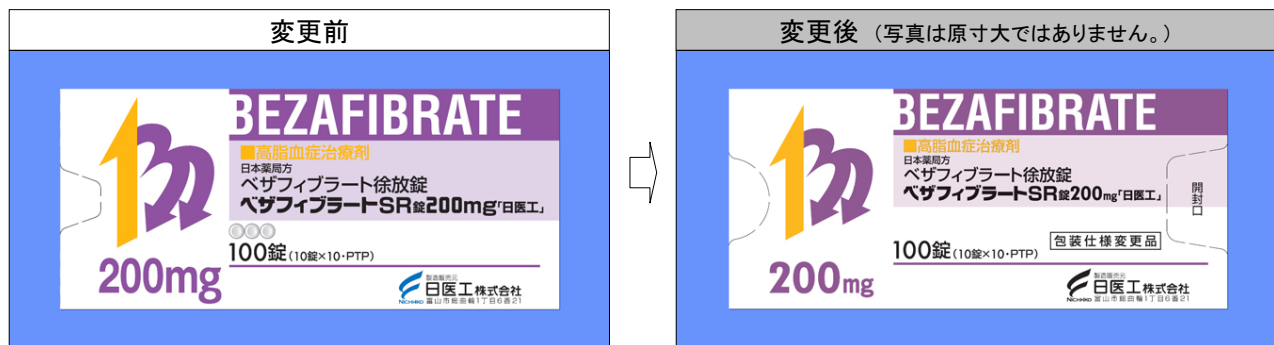 変更前
BEZAFIBRATE
■高脂血症治療剤
日本薬局方
ベザフィブラート徐放錠
ベザフィブラートSR錠200mg「日医工」
100錠(10錠×10・PTP)
200mg
製造販売元
日医工株式会社
NICHIIKO 富山市総曲輪1丁目6番21
変更後 (写真は原寸大ではありません。)
BEZAFIBRATE
■高脂血症治療剤
日本薬局方
ベザフィブラート徐放錠
ベザフィブラートSR錠200mg「日医工」
開封口
100錠(10錠×10・PTP)
包装仕様変更品
200mg
製造販売元
日医工株式会社
NICHIIKO 富山市総曲輪1丁目6番21